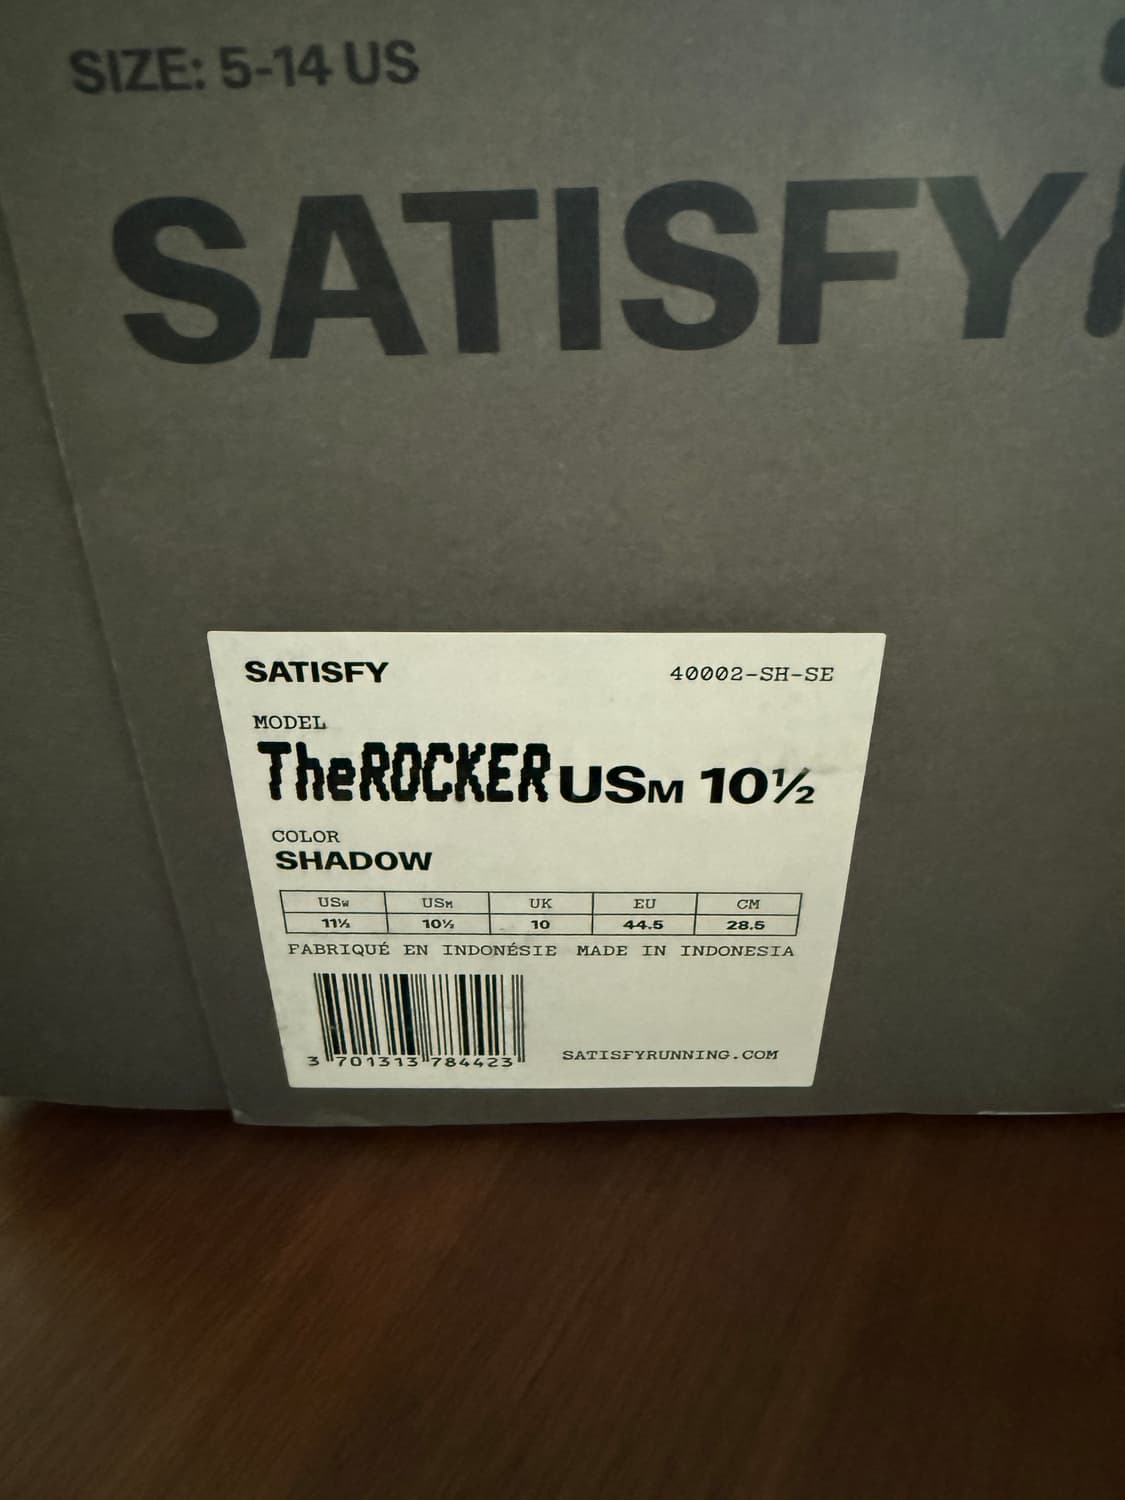 SIZE: 5-14 US
SATISFY
SATISFY 40002-SH-SE
MODEL
TheROCKER USM 10½
COLOR
SHADOW
USW USM UK EU CM
11½ 10½ 10 44.5 28.5
FABRIQUÉ EN INDONÉSIE MADE IN INDONESIA
3 701313 784423
SATISFYRUNNING.COM